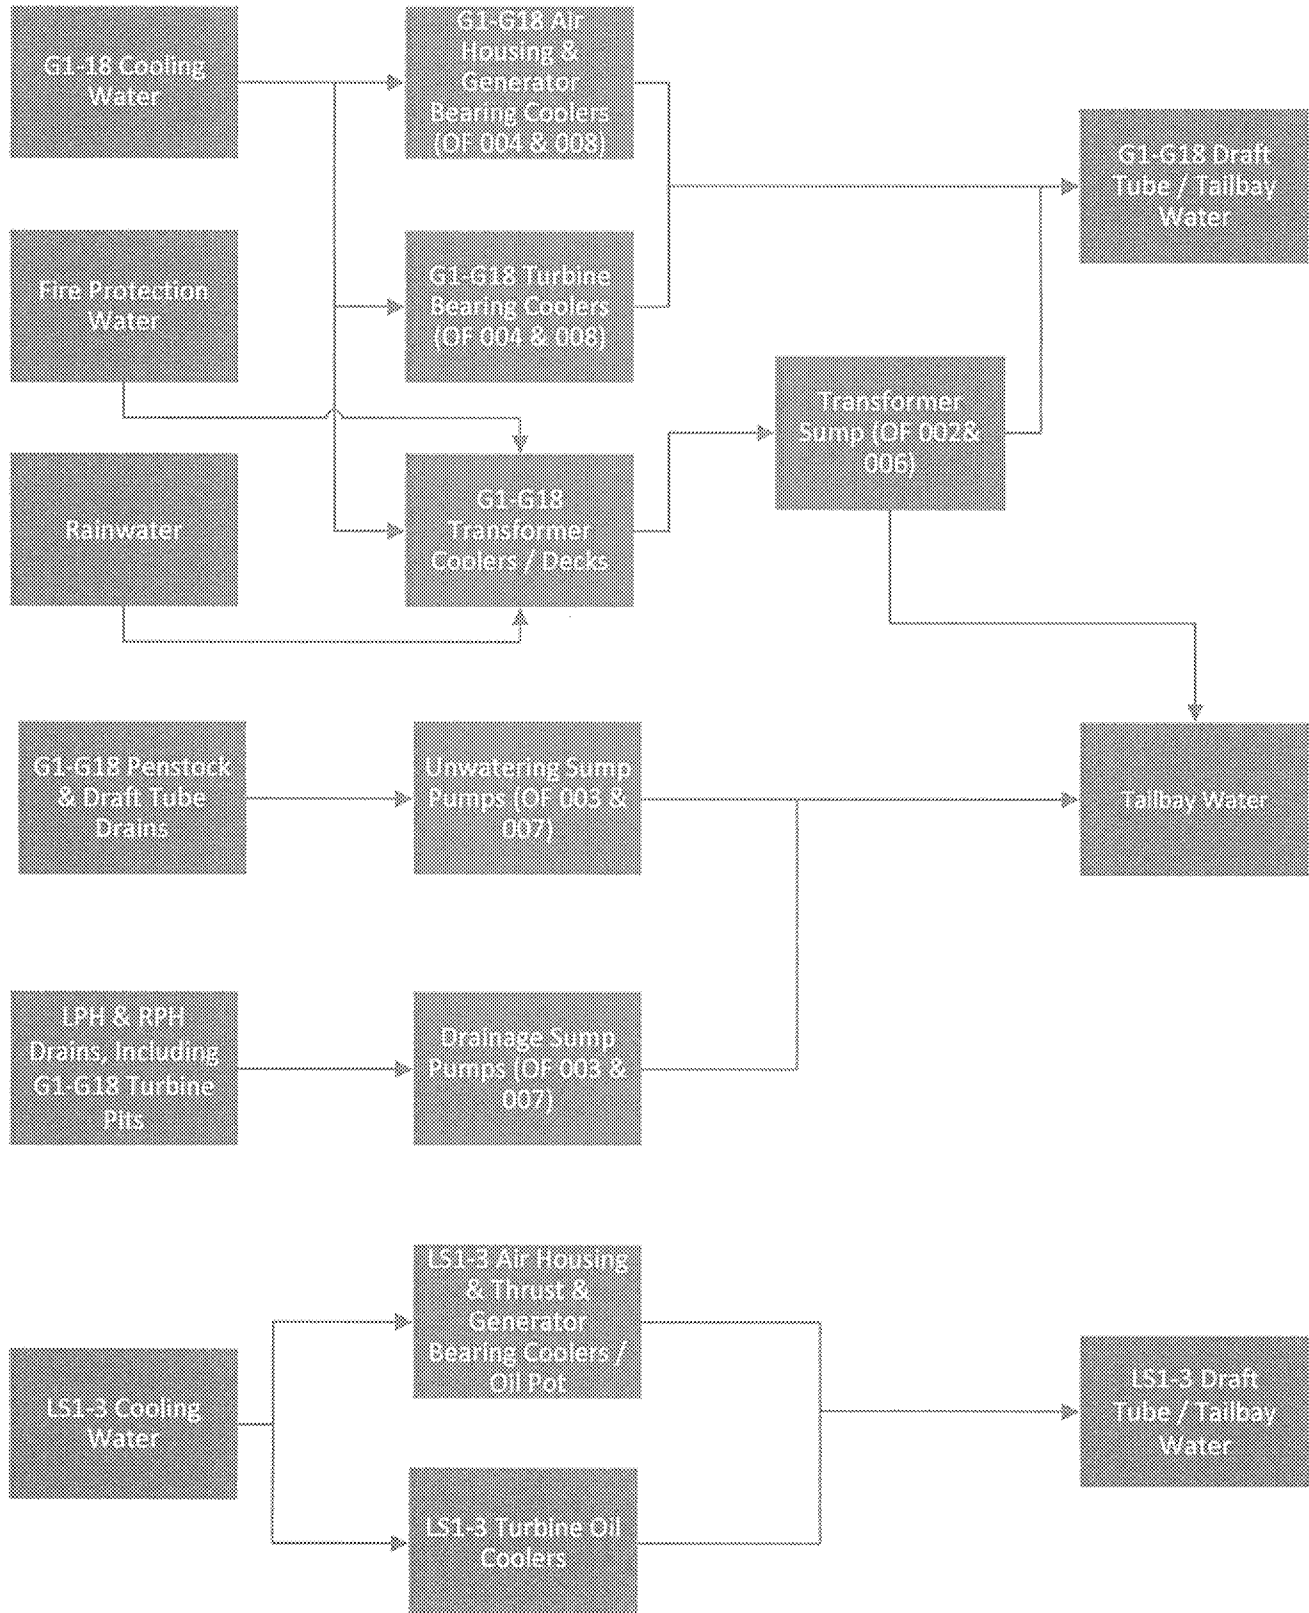 G1-18 Cooling
Water
G1-G18 Air
Housing &
Generator
Bearing Coolers
(OF 004 & 008)
G1-G18 Draft
Tube / Tailbay
Water
Fire Protection
Water
G1-G18 Turbine
Bearing Coolers
(OF 004 & 008)
Transformer
Sump (OF 002&
006)
Rainwater
G1-G18
Transformer
Coolers / Decks
G1-G18 Penstock
& Draft Tube
Drains
Unwatering Sump
Pumps (OF 003 &
007)
Tailbay Water
LPH & RPH
Drains, Including
G1-G18 Turbine
Pits
Drainage Sump
Pumps (OF 003 &
007)
LS1-3 Air Housing
& Thrust &
Generator
Bearing Coolers /
Oil Pot
LS1-3 Cooling
Water
LS1-3 Draft
Tube / Tailbay
Water
LS1-3 Turbine Oil
Coolers